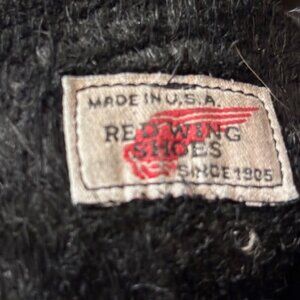 MADE IN U.S.A.
RED WING
SHOES
SINCE 1905